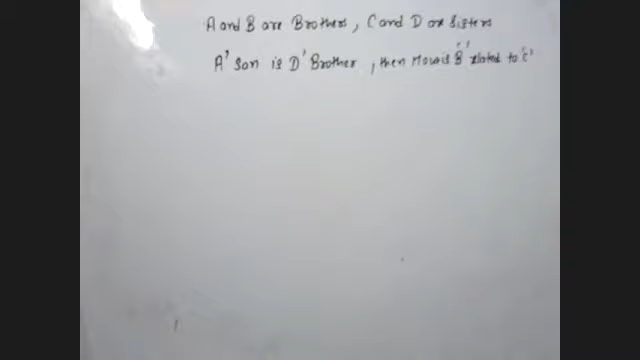 A and B are Brothers, C and D are Sisters
A' Son is D' Brother, then How is 'B' related to 'C'